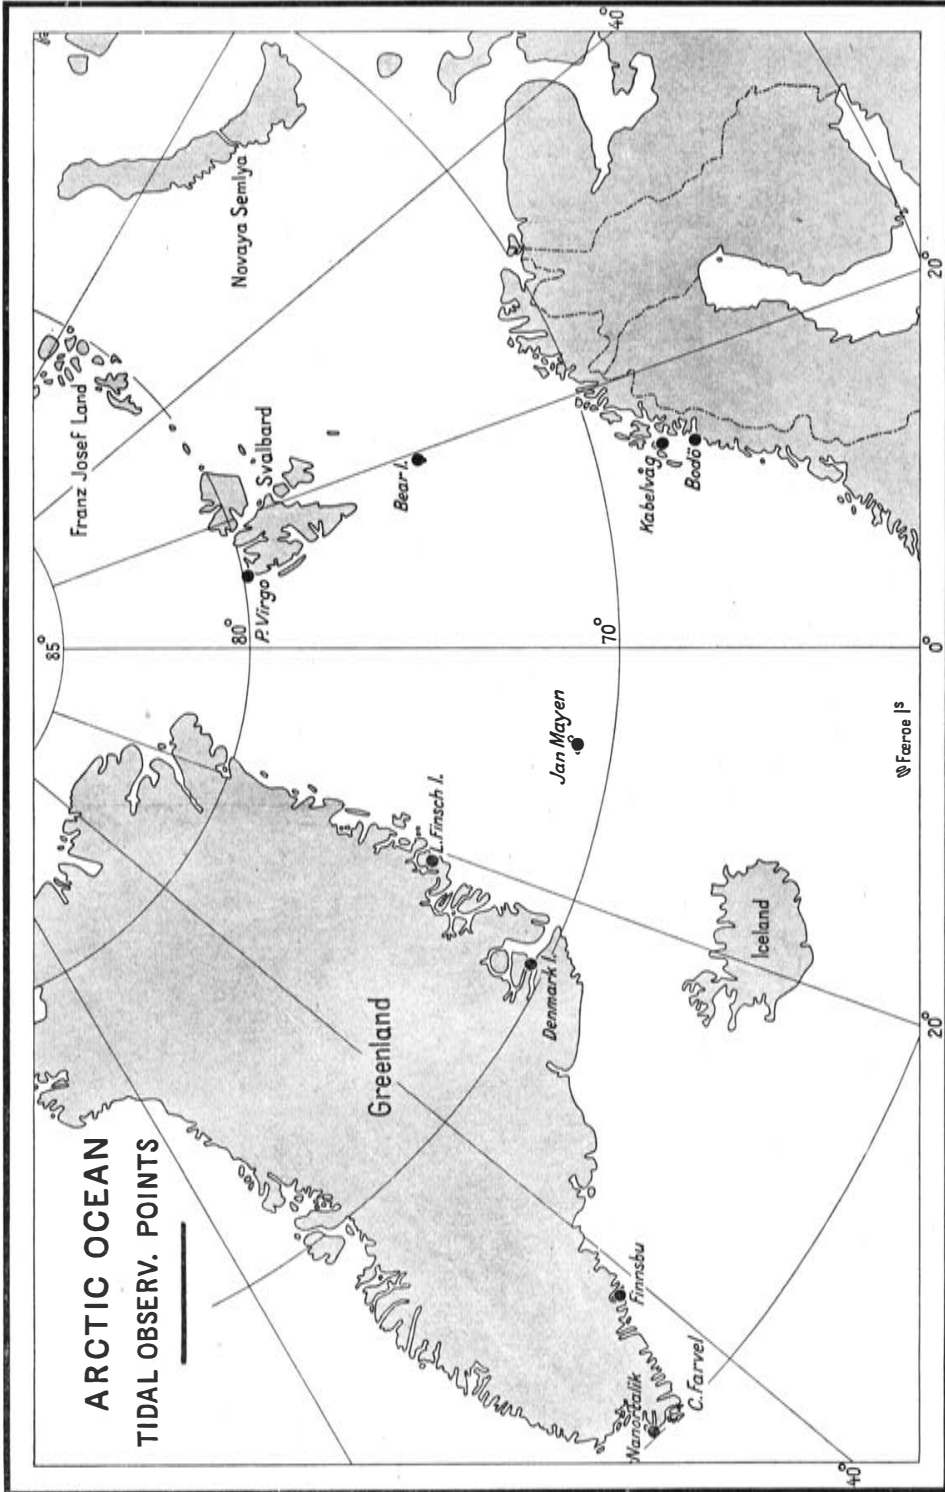 ARCTIC OCEAN
TIDAL OBSERV. POINTS
Greenland
Nanortalik
C. Farvel
Finnsbu
Denmark I.
L. Finsch I.
Iceland
Jan Mayen
Færoe Is
P. Virgo
Svalbard
Bear I.
Franz Josef Land
Novaya Semlya
Kabelvåg
Bodö
85°
80°
70°
40°
20°
0°
20°
40°